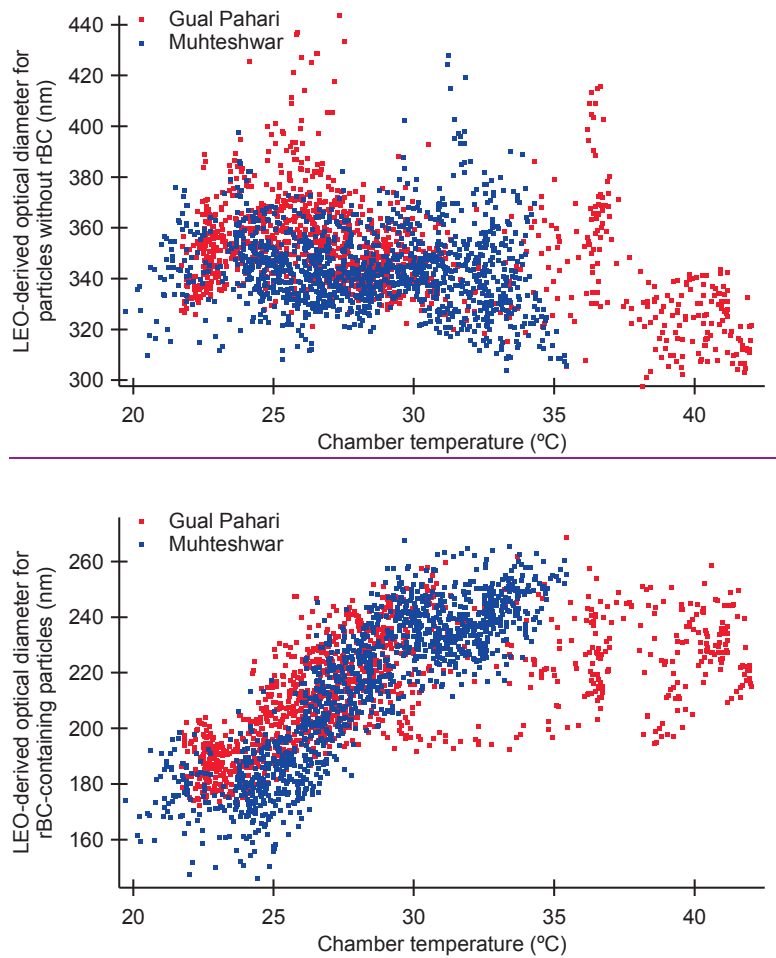 LEO-derived optical diameter for
particles without rBC (nm)
Gual Pahari
Muhteshwar
440
420
400
380
360
340
320
300
20 25 30 35 40
Chamber temperature (ºC)
LEO-derived optical diameter for
rBC-containing particles (nm)
Gual Pahari
Muhteshwar
260
240
220
200
180
160
20 25 30 35 40
Chamber temperature (ºC)